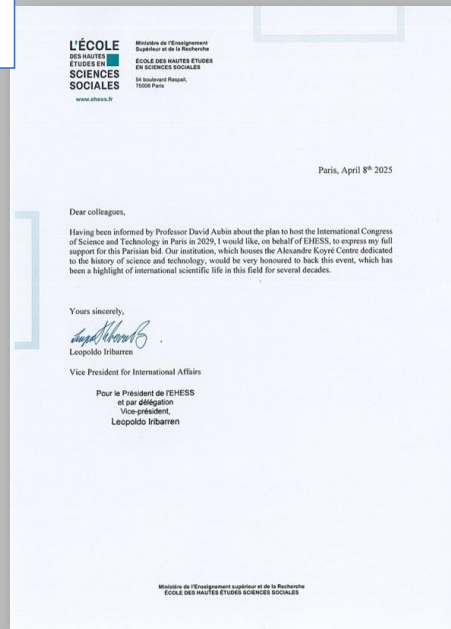 L'ÉCOLE
DES HAUTES
ÉTUDES EN
SCIENCES
SOCIALES
www.ehess.fr
Ministère de l'Enseignement
Supérieur et de la Recherche
ÉCOLE DES HAUTES ÉTUDES
EN SCIENCES SOCIALES
54 boulevard Raspail,
75006 Paris
Paris, April 8th 2025
Dear colleagues,
Having been informed by Professor David Aubin about the plan to host the International Congress
of Science and Technology in Paris in 2029, I would like, on behalf of EHESS, to express my full
support for this Parisian bid. Our institution, which houses the Alexandre Koyré Centre dedicated
to the history of science and technology, would be very honoured to back this event, which has
been a highlight of international scientific life in this field for several decades.
Yours sincerely,
Leopoldo Iribarren
Vice President for International Affairs
Pour le Président de l'EHESS
et par délégation
Vice-président,
Leopoldo Iribarren
Ministère de l'Enseignement supérieur et de la Recherche
ÉCOLE DES HAUTES ÉTUDES SCIENCES SOCIALES